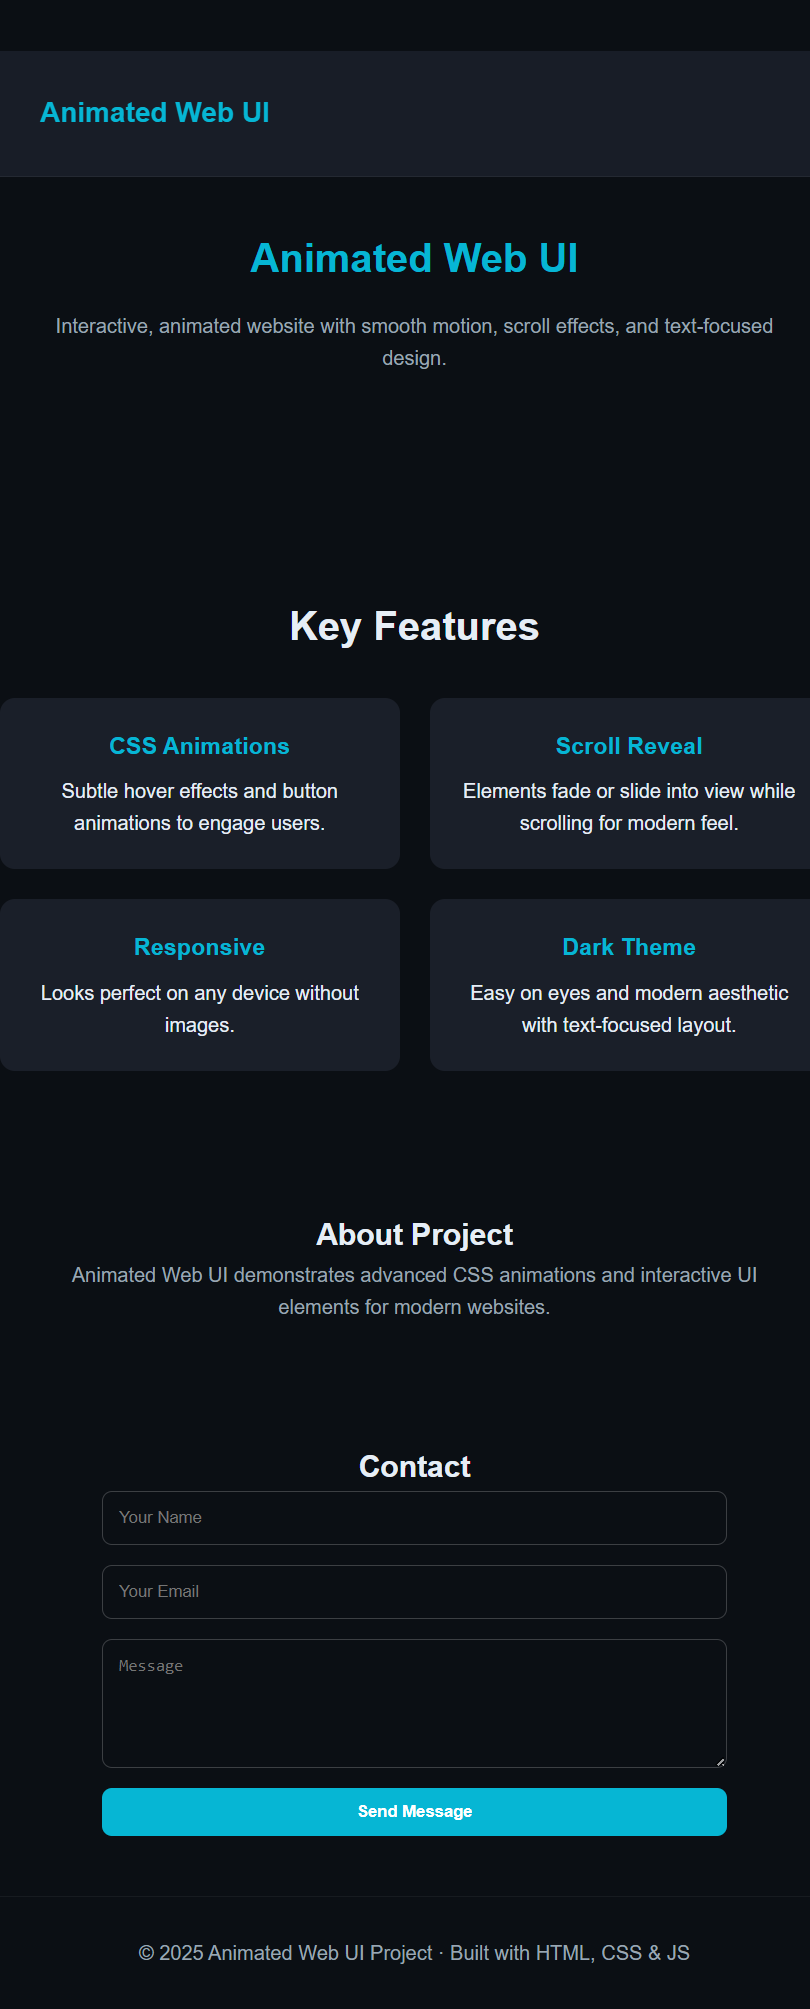 Animated Web UI
Animated Web UI
Interactive, animated website with smooth motion, scroll effects, and text-focused
design.
Key Features
CSS Animations
Subtle hover effects and button
animations to engage users.
Scroll Reveal
Elements fade or slide into view while
scrolling for modern feel.
Responsive
Looks perfect on any device without
images.
Dark Theme
Easy on eyes and modern aesthetic
with text-focused layout.
About Project
Animated Web UI demonstrates advanced CSS animations and interactive UI
elements for modern websites.
Contact
Your Name
Your Email
Message
Send Message
© 2025 Animated Web UI Project · Built with HTML, CSS & JS